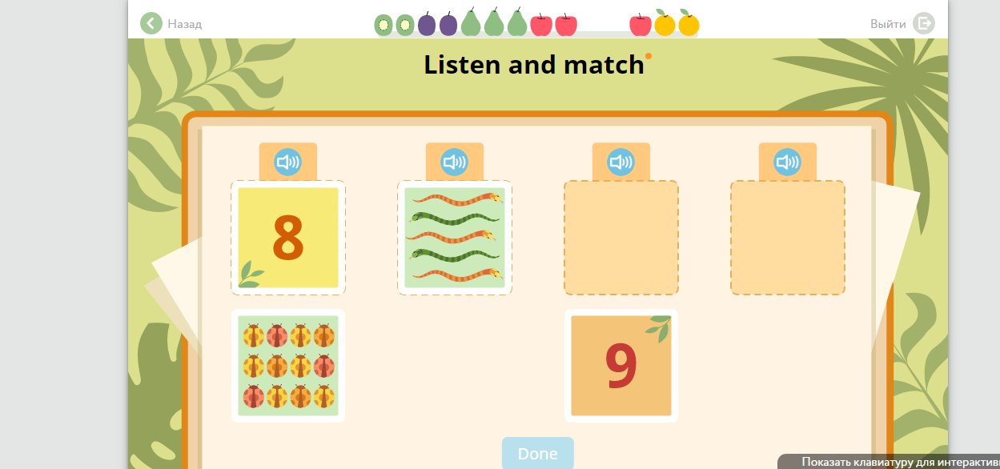 Назад
Выйти
Listen and match
8
9
Done
Показать клавиатуру для интерактив